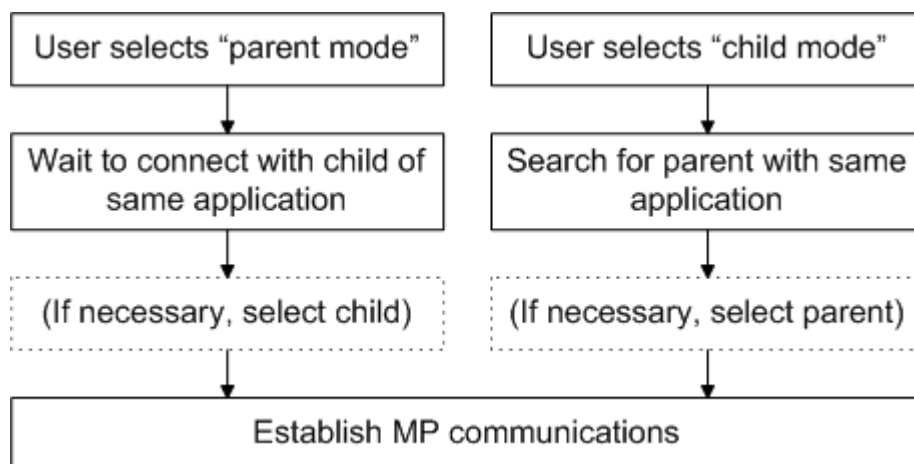 User selects “parent mode”
User selects “child mode”
Wait to connect with child of
same application
Search for parent with same
application
(If necessary, select child)
(If necessary, select parent)
Establish MP communications